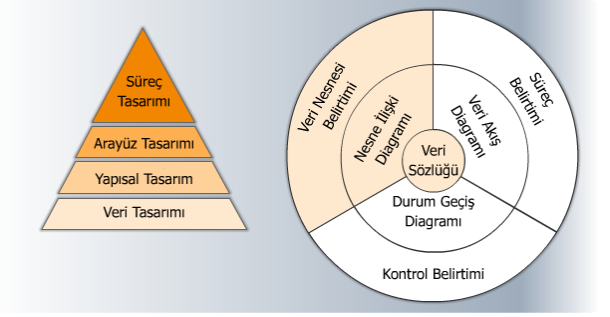 Süreç
Tasarımı
Arayüz Tasarımı
Yapısal Tasarım
Veri Tasarımı
Veri Nesnesi
Belirtimi
Nesne İlişki
Diagramı
Veri Akış
Diagramı
Süreç
Belirtimi
Veri
Sözlüğü
Durum Geçiş
Diagramı
Kontrol Belirtimi